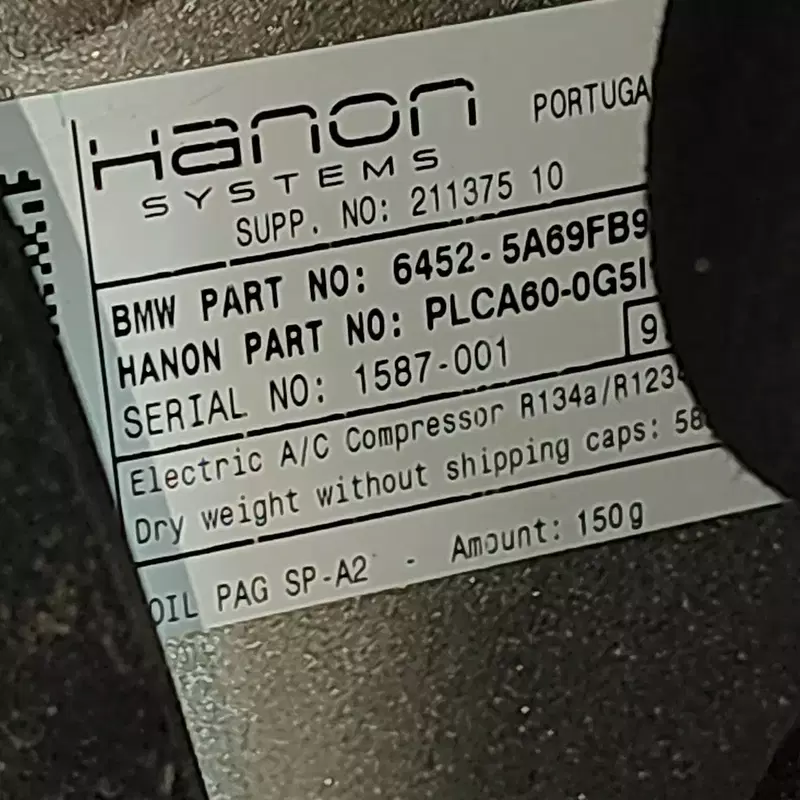 Hanon
SYSTEMS
PORTUGA
SUPP. NO: 211375 10
BMW PART NO: 6452-5A69FB9
HANON PART NO: PLCA60-0G5
SERIAL NO: 1587-001
9
Electric A/C Compressor R134a/R123
Dry weight without shipping caps: 58
OIL PAG SP-A2 - Amount: 150g